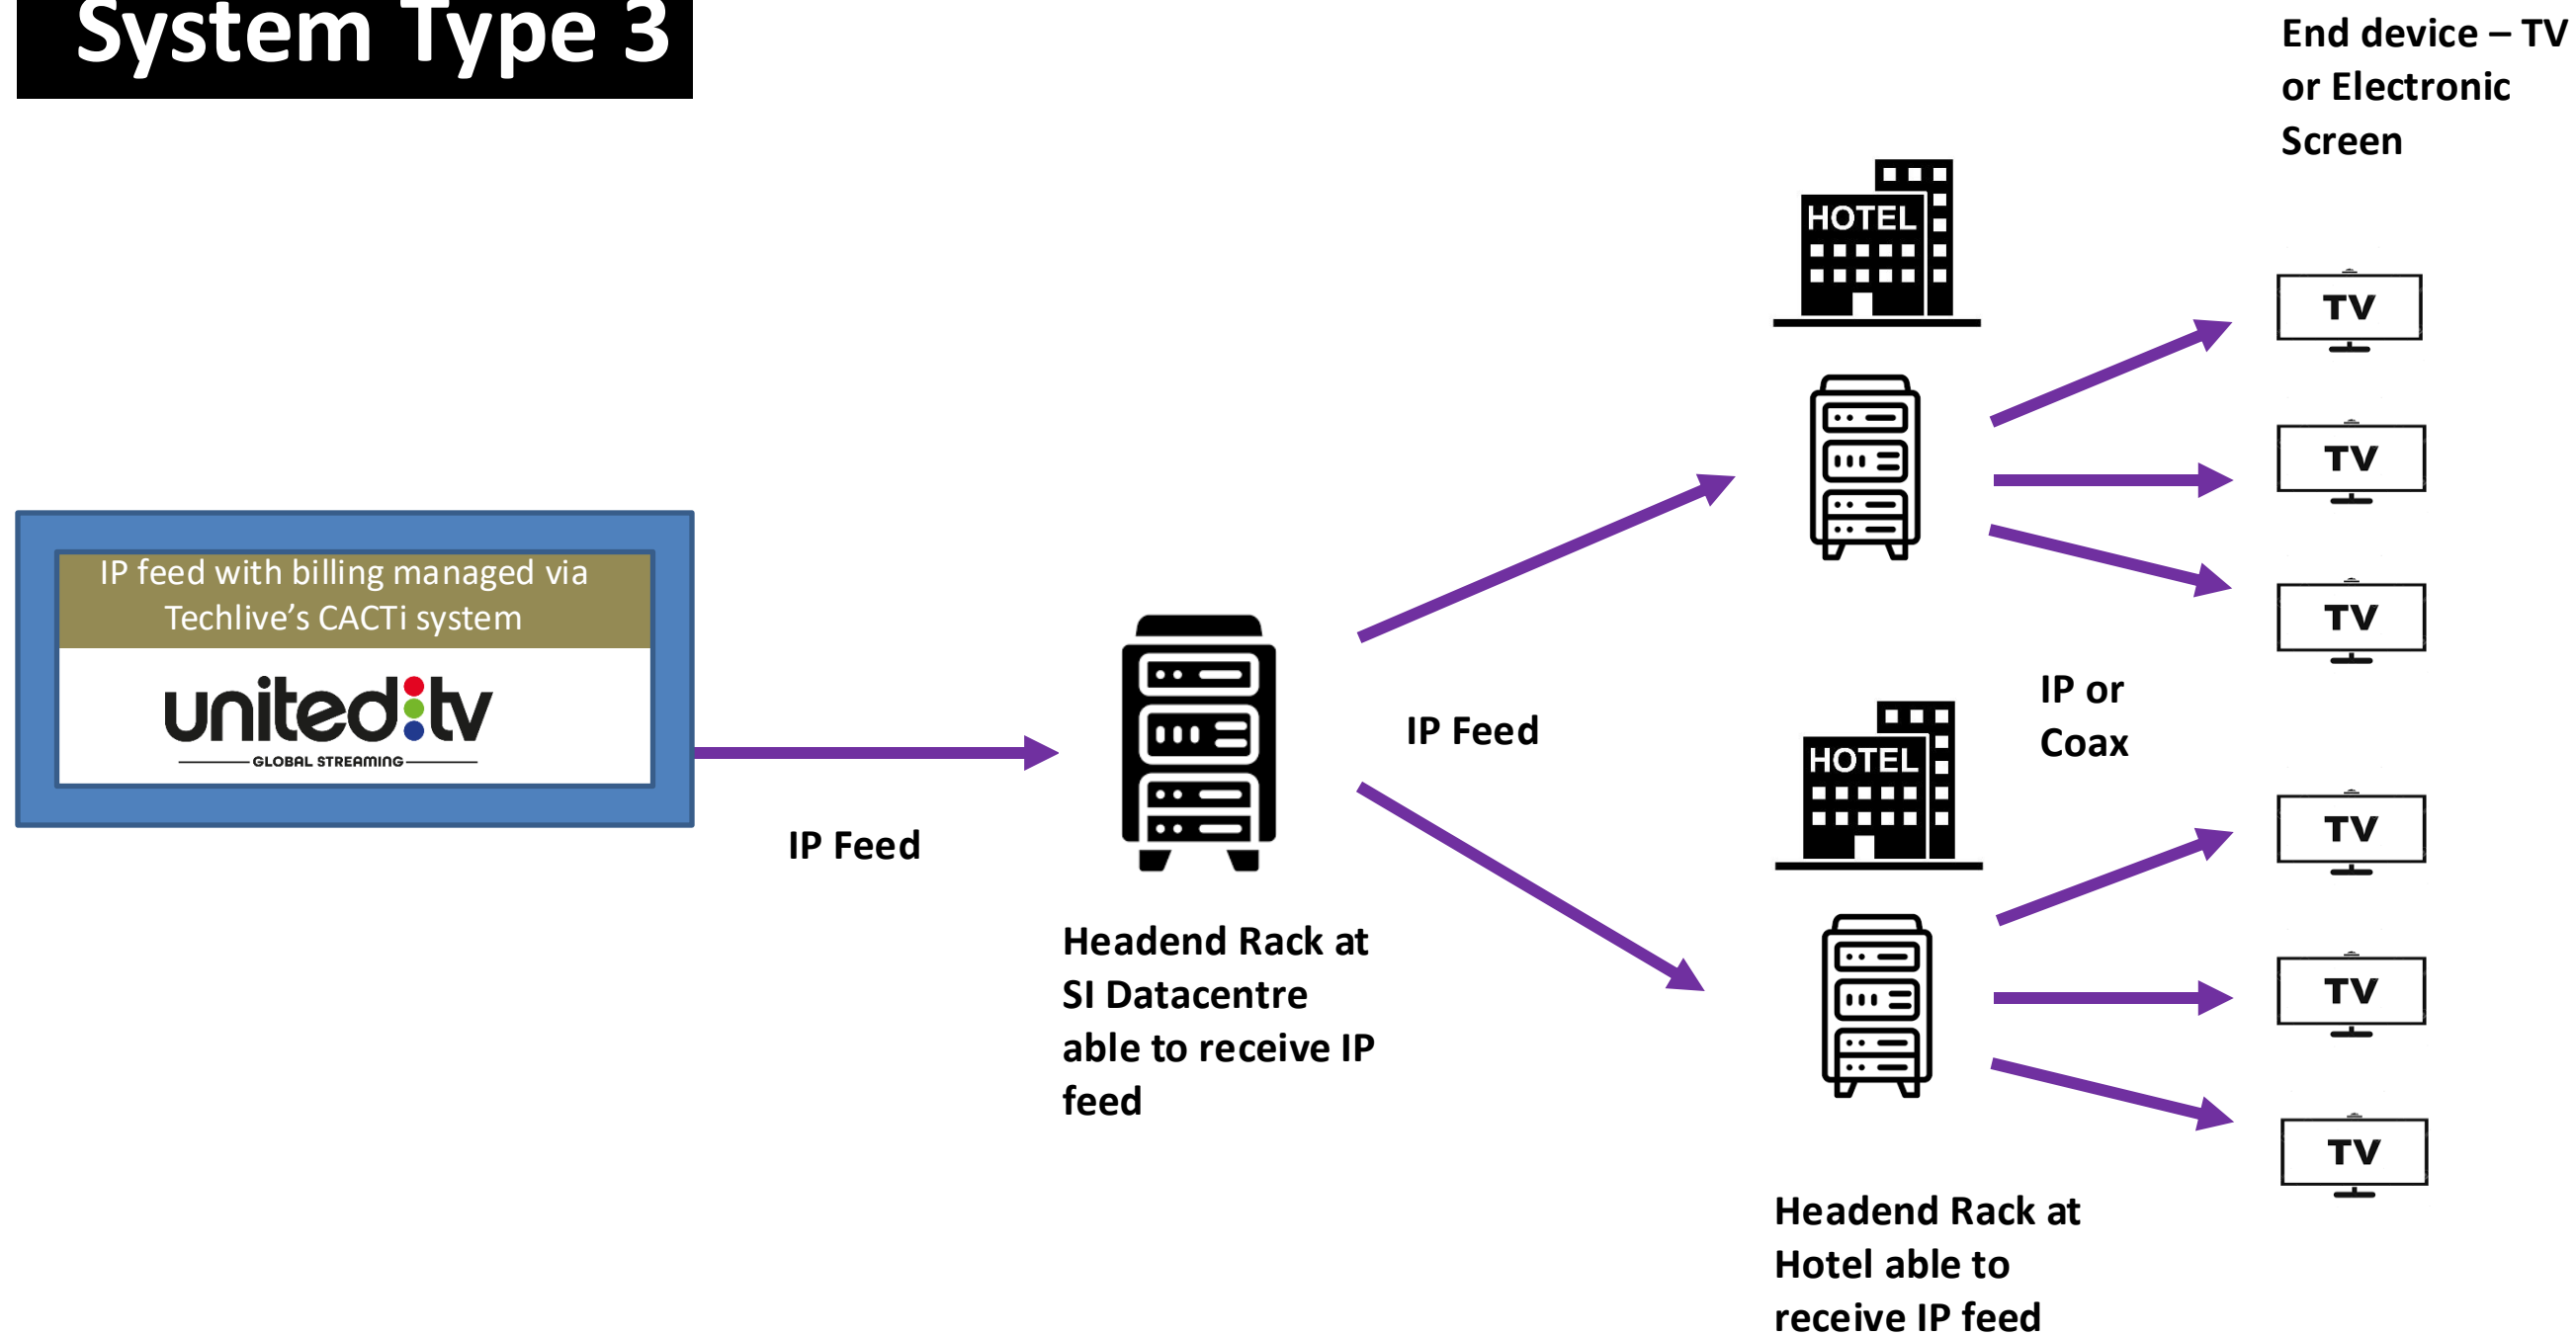 System Type 3
End device – TV
or Electronic
Screen
HOTEL
TV
TV
TV
IP feed with billing managed via
Techlive's CACTi system
united:tv
GLOBAL STREAMING
IP Feed
IP Feed
IP or
Coax
HOTEL
TV
TV
TV
Headend Rack at
SI Datacentre
able to receive IP
feed
Headend Rack at
Hotel able to
receive IP feed